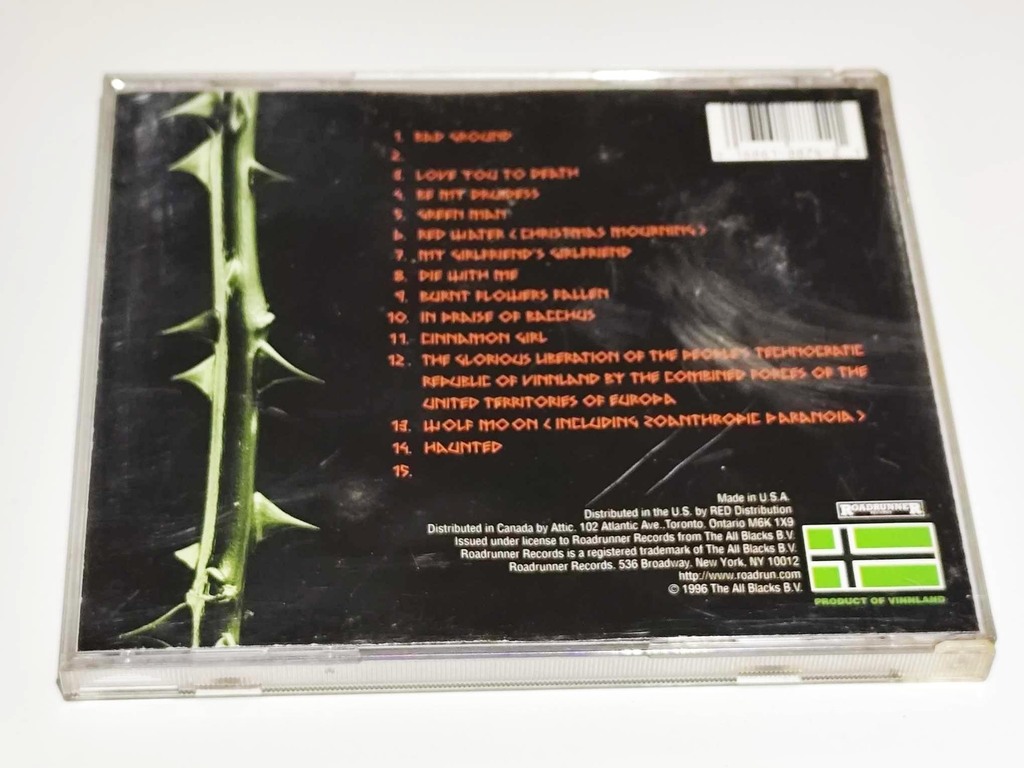 1. BAD GROUND
2.
3. LOVE YOU TO DEATH
4. BE MY DRUIDESS
5. GREEN MAN
6. RED WATER (CHRISTMAS MOURNING)
7. MY GIRLFRIEND'S GIRLFRIEND
8. DIE WITH ME
9. BURNT FLOWERS FALLEN
10. IN PRAISE OF BACCHUS
11. CINNAMON GIRL
12. THE GLORIOUS LIBERATION OF THE PEOPLE'S TECHNOCRATIC
REPUBLIC OF VINNLAND BY THE COMBINED FORCES OF THE
UNITED TERRITORIES OF EUROPA
13. WOLF MOON (INCLUDING ZOANTHROPIC PARANOIA)
14. HAUNTED
15.
Made in U.S.A.
Distributed in the U.S. by RED Distribution
Distributed in Canada by Attic. 102 Atlantic Ave..Toronto. Ontario M6K 1X9
Issued under license to Roadrunner Records from The All Blacks B.V.
Roadrunner Records is a registered trademark of The All Blacks B.V.
Roadrunner Records. 536 Broadway, New York, NY 10012
http://www.roadrun.com
© 1996 The All Blacks B.V.
ROADRUNNER
PRODUCT OF VINNLAND